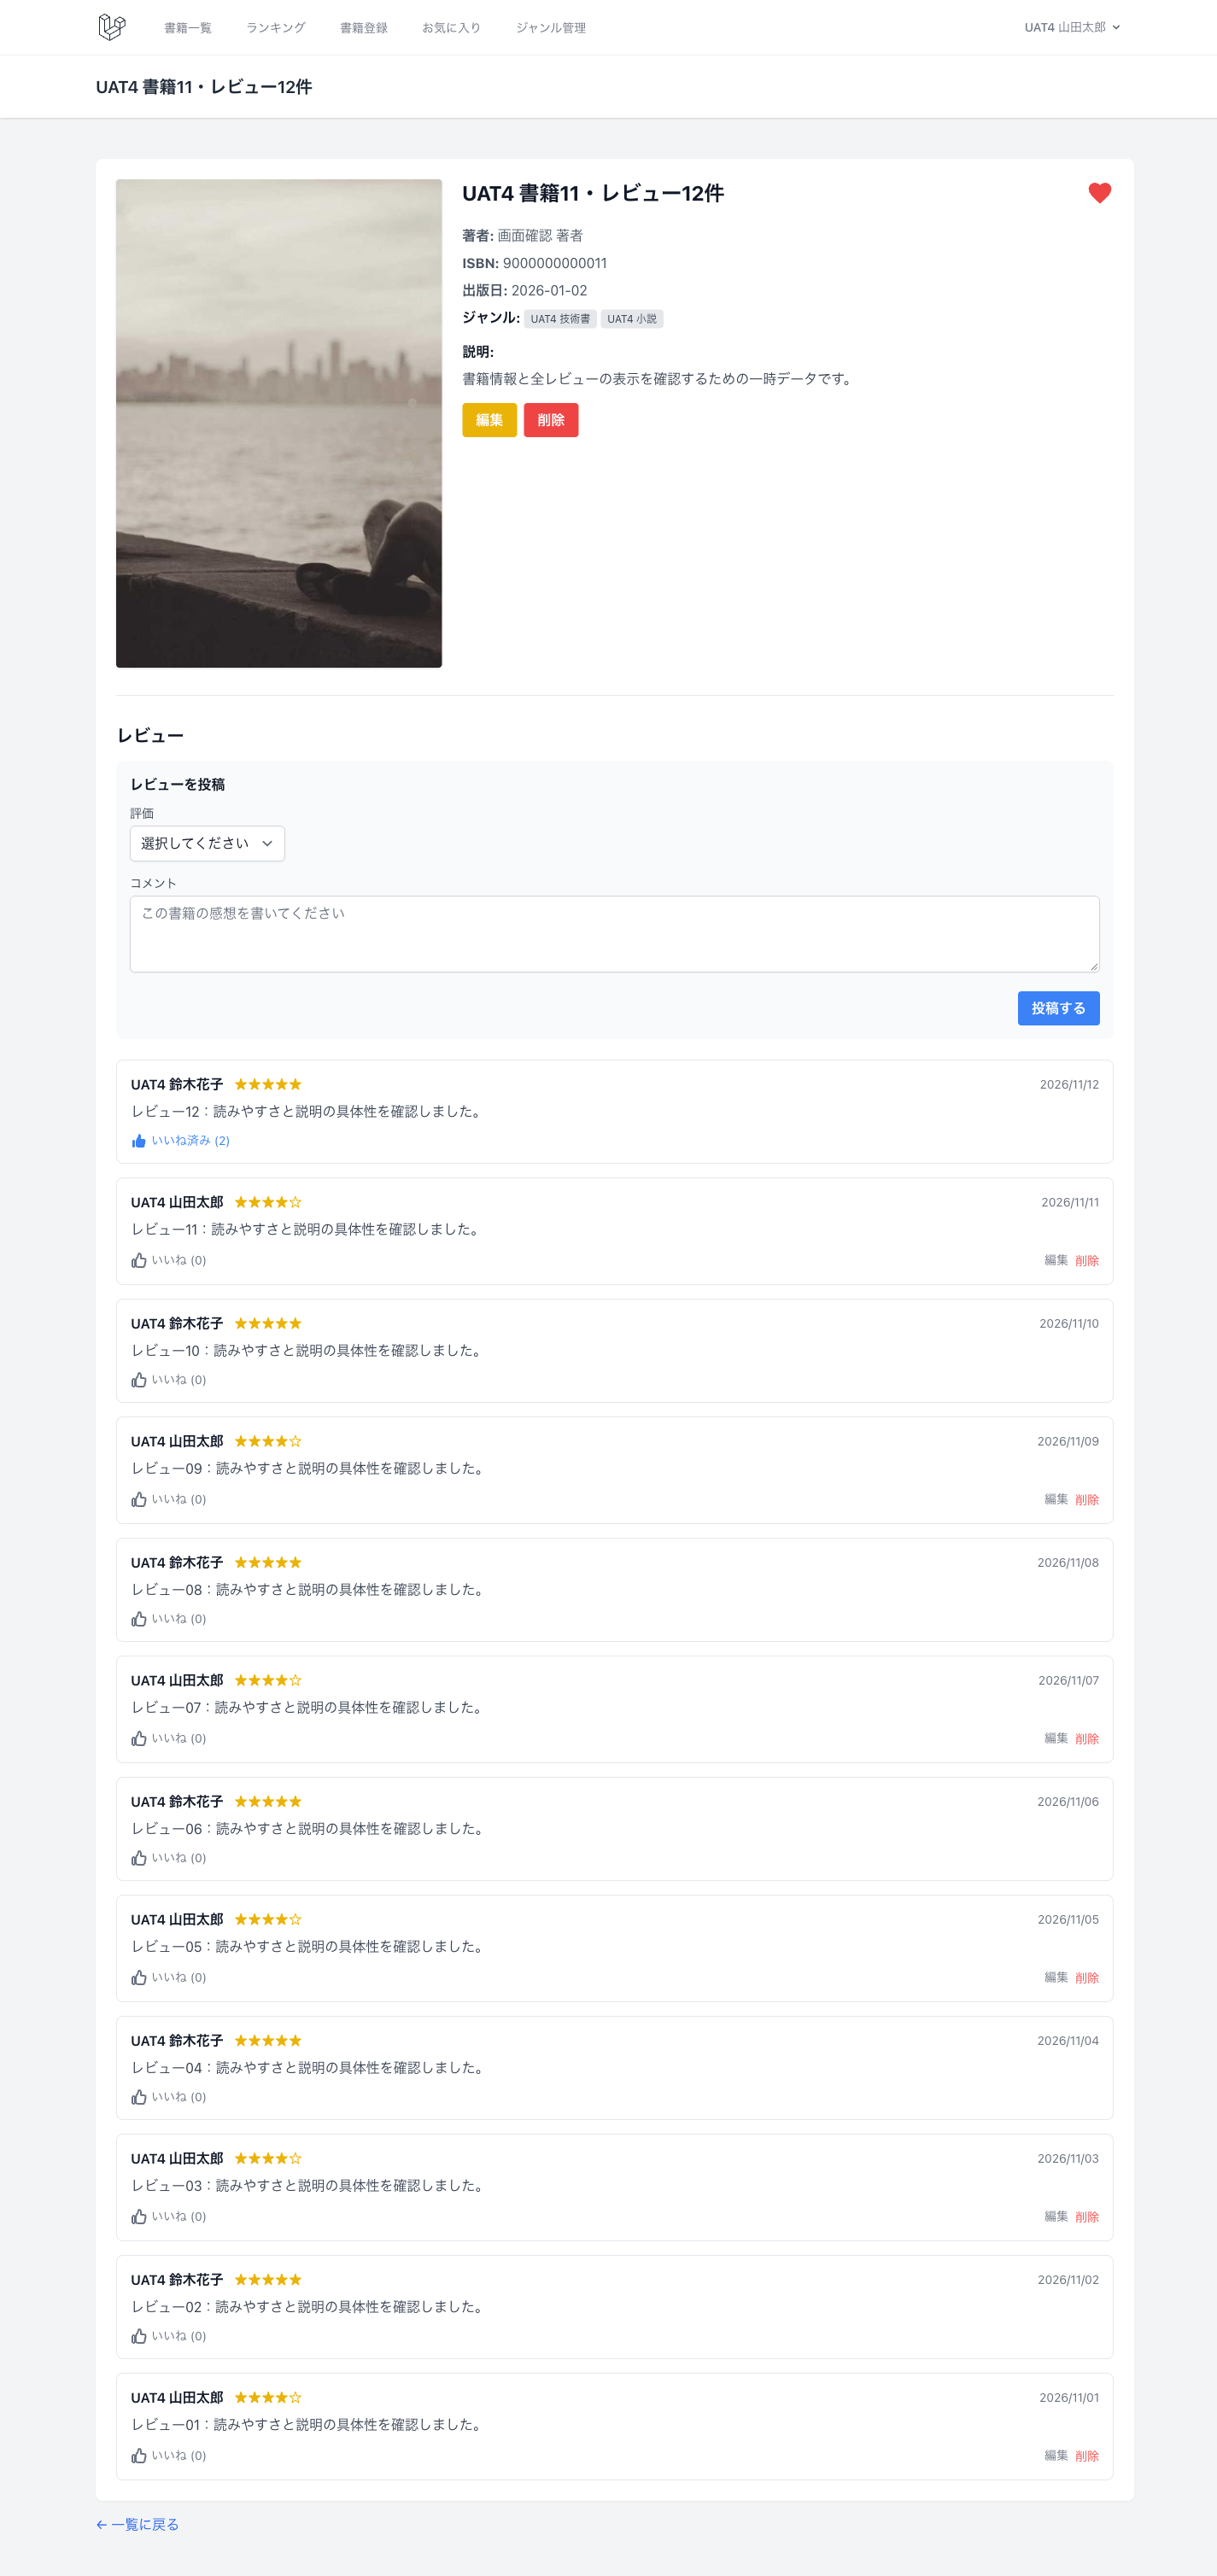 書籍一覧 ランキング 書籍登録 お気に入り ジャンル管理 UAT4 山田太郎
UAT4 書籍11・レビュー12件
UAT4 書籍11・レビュー12件
著者: 画面確認 著者
ISBN: 9000000000011
出版日: 2026-01-02
ジャンル: UAT4 技術書 UAT4 小説
説明:
書籍情報と全レビューの表示を確認するための一時データです。
編集 削除
レビュー
レビューを投稿
評価
選択してください
コメント
この書籍の感想を書いてください
投稿する
UAT4 鈴木花子 ★★★★★ 2026/11/12
レビュー12：読みやすさと説明の具体性を確認しました。
いいね済み (2)
UAT4 山田太郎 ★★★★☆ 2026/11/11
レビュー11：読みやすさと説明の具体性を確認しました。
いいね (0) 編集 削除
UAT4 鈴木花子 ★★★★★ 2026/11/10
レビュー10：読みやすさと説明の具体性を確認しました。
いいね (0)
UAT4 山田太郎 ★★★★☆ 2026/11/09
レビュー09：読みやすさと説明の具体性を確認しました。
いいね (0) 編集 削除
UAT4 鈴木花子 ★★★★★ 2026/11/08
レビュー08：読みやすさと説明の具体性を確認しました。
いいね (0)
UAT4 山田太郎 ★★★★☆ 2026/11/07
レビュー07：読みやすさと説明の具体性を確認しました。
いいね (0) 編集 削除
UAT4 鈴木花子 ★★★★★ 2026/11/06
レビュー06：読みやすさと説明の具体性を確認しました。
いいね (0)
UAT4 山田太郎 ★★★★☆ 2026/11/05
レビュー05：読みやすさと説明の具体性を確認しました。
いいね (0) 編集 削除
UAT4 鈴木花子 ★★★★★ 2026/11/04
レビュー04：読みやすさと説明の具体性を確認しました。
いいね (0)
UAT4 山田太郎 ★★★★☆ 2026/11/03
レビュー03：読みやすさと説明の具体性を確認しました。
いいね (0) 編集 削除
UAT4 鈴木花子 ★★★★★ 2026/11/02
レビュー02：読みやすさと説明の具体性を確認しました。
いいね (0)
UAT4 山田太郎 ★★★★☆ 2026/11/01
レビュー01：読みやすさと説明の具体性を確認しました。
いいね (0) 編集 削除
← 一覧に戻る